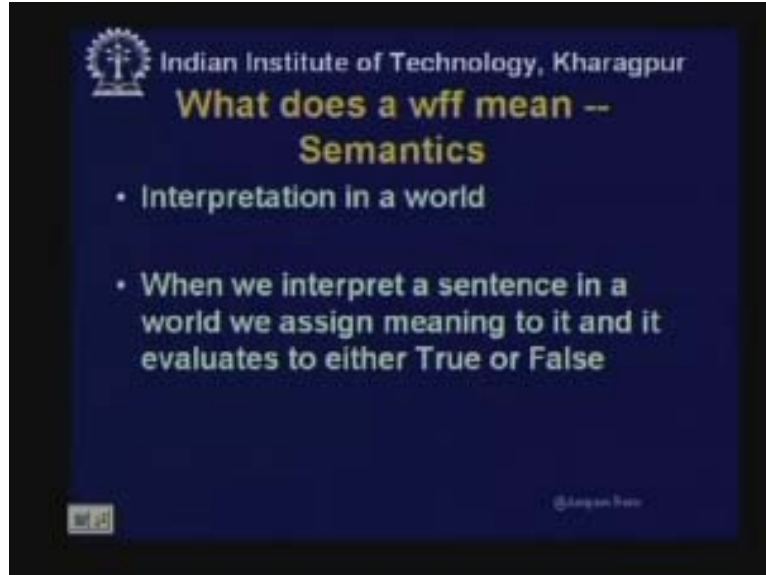 Indian Institute of Technology, Kharagpur
What does a wff mean --
Semantics
• Interpretation in a world
• When we interpret a sentence in a
world we assign meaning to it and it
evaluates to either True or False